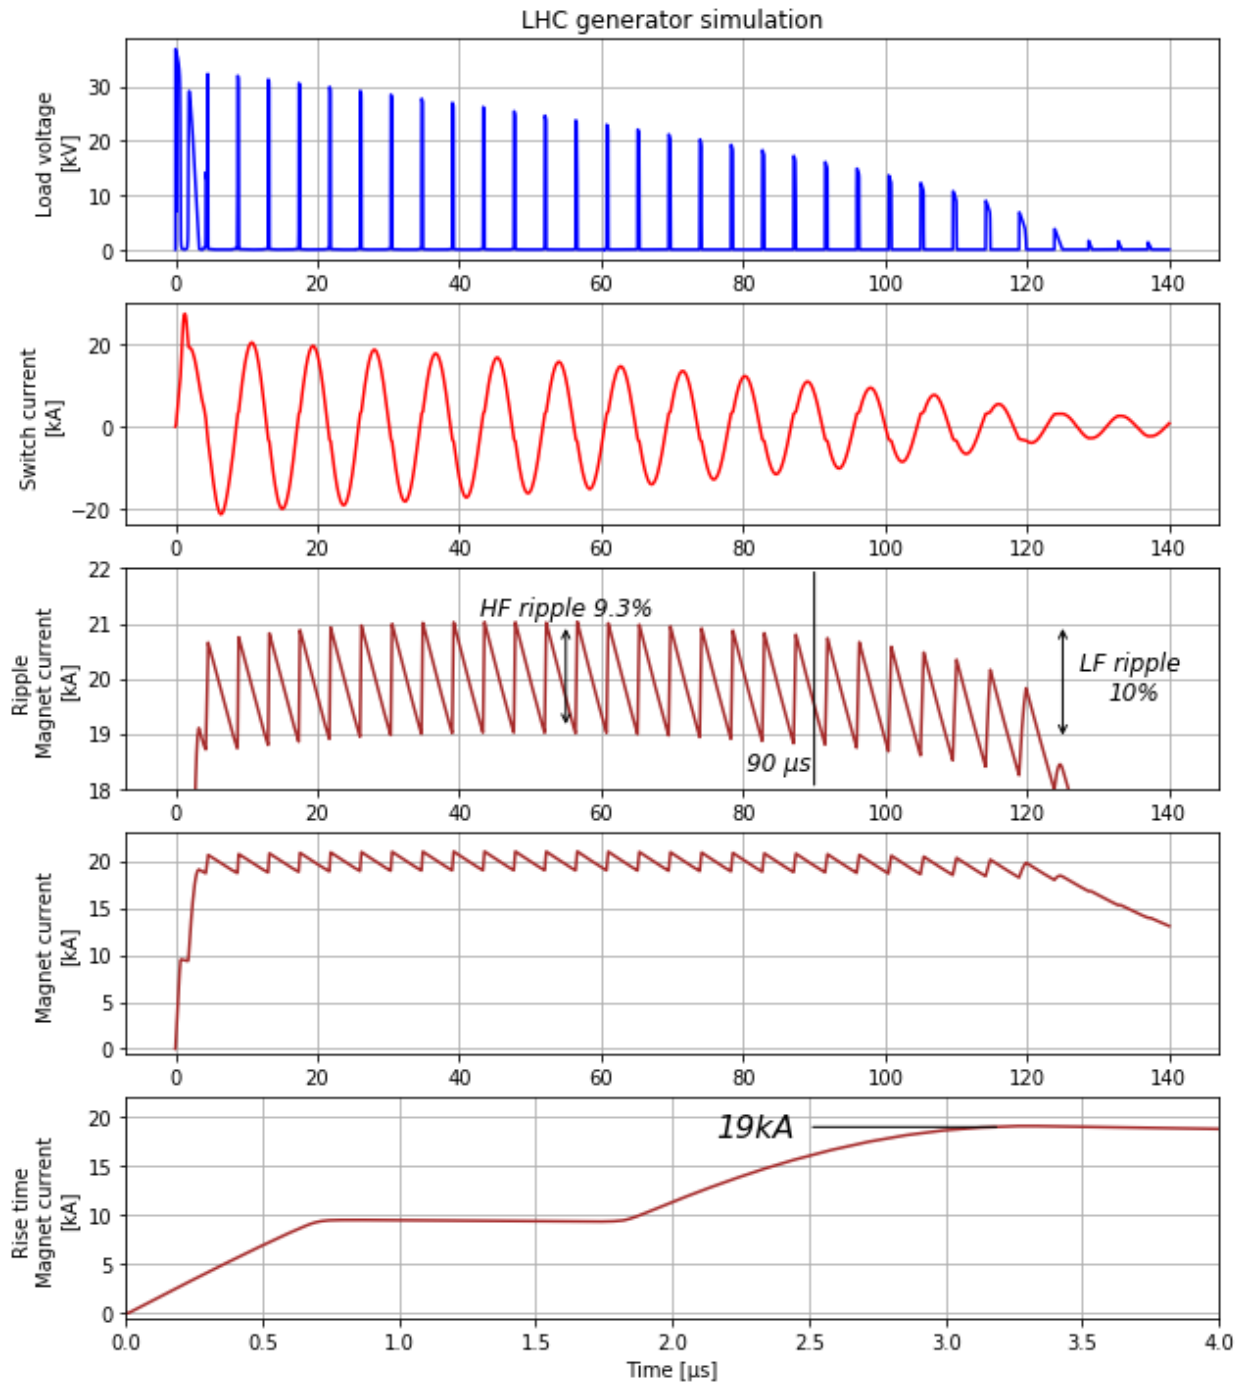 LHC generator simulation
Load voltage
[kV]
30
20
10
0
0 20 40 60 80 100 120 140
Switch current
[kA]
20
0
−20
0 20 40 60 80 100 120 140
Ripple
Magnet current
[kA]
22
21
20
19
18
HF ripple 9.3%
LF ripple
10%
90 μs
0 20 40 60 80 100 120 140
Magnet current
[kA]
20
15
10
5
0
0 20 40 60 80 100 120 140
Rise time
Magnet current
[kA]
20
15
10
5
0
19kA
0.0 0.5 1.0 1.5 2.0 2.5 3.0 3.5 4.0
Time [μs]